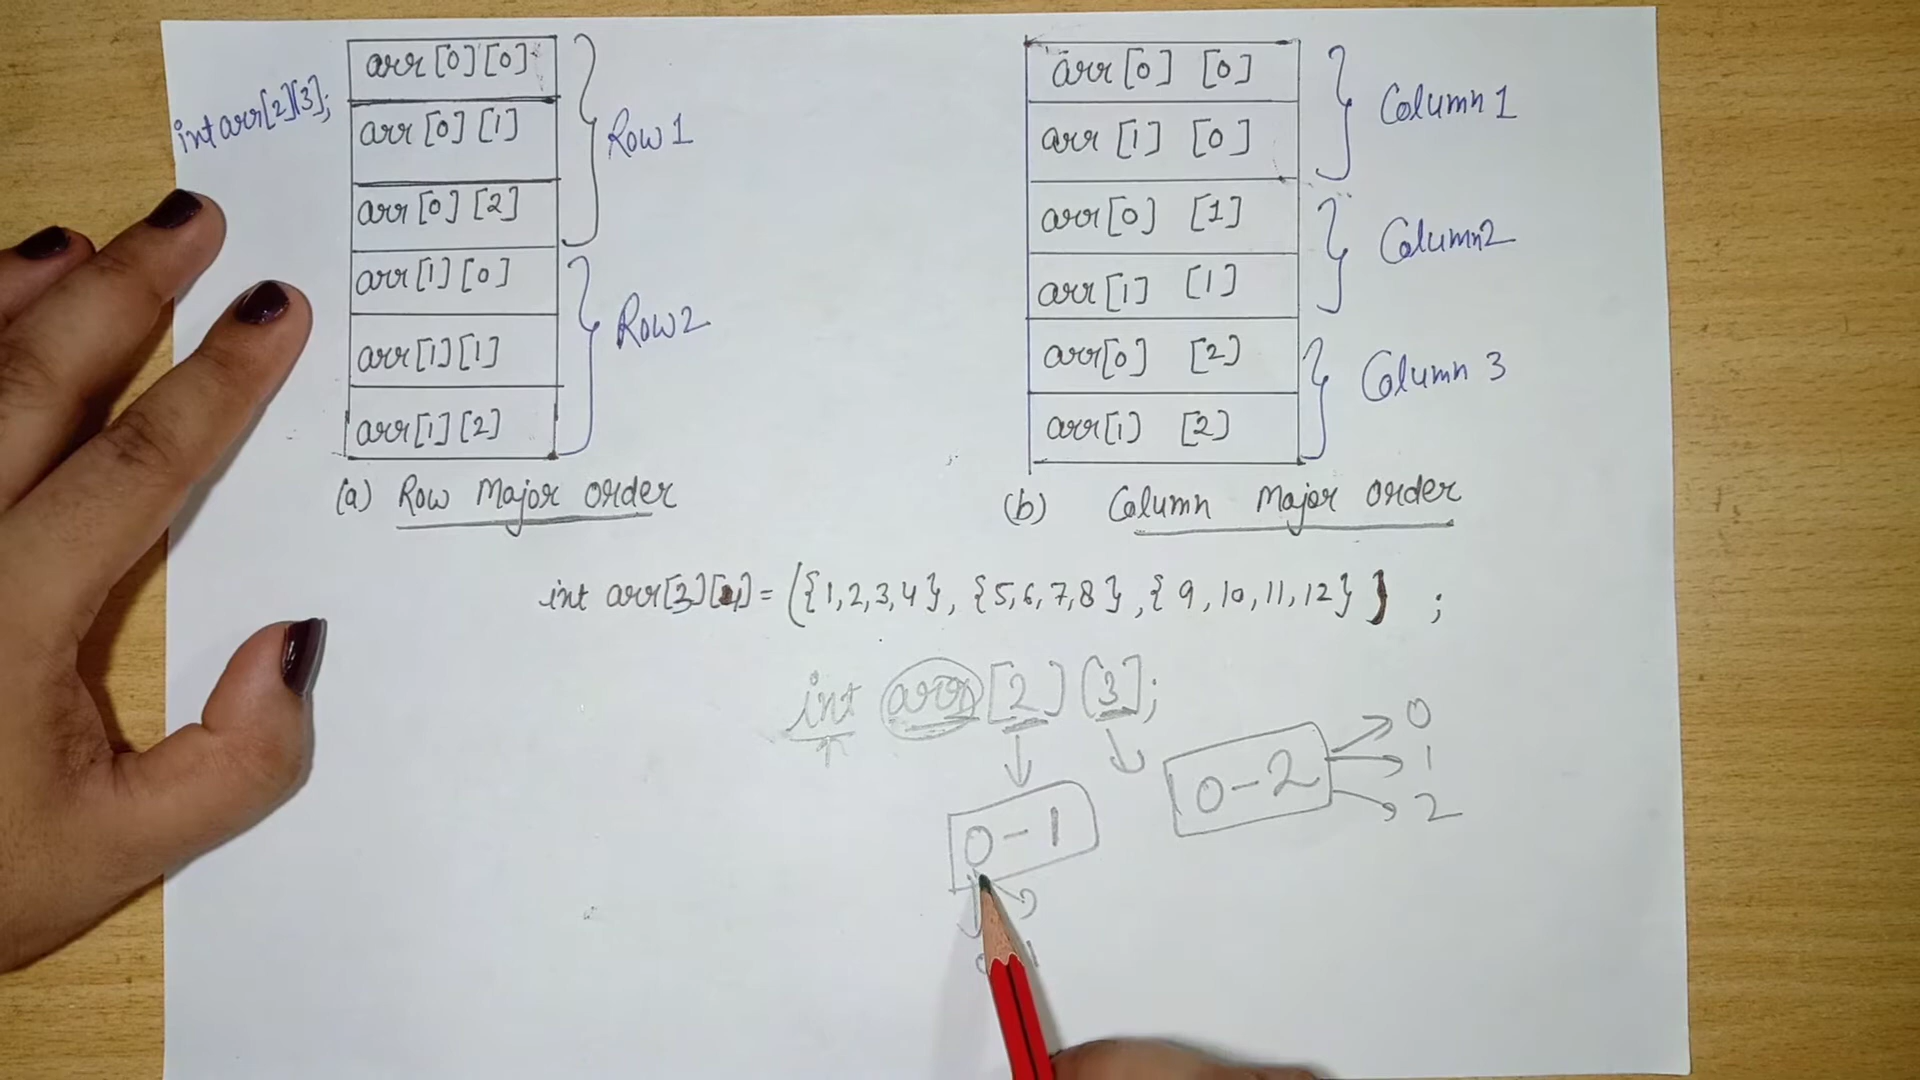 int arr[2][3];
arr[0][0]
arr[0][1]
arr[0][2]
Row 1
arr[1][0]
arr[1][1]
arr[1][2]
Row 2
(a) Row Major Order
arr[0] [0]
arr[1] [0]
Column 1
arr[0] [1]
arr[1] [1]
Column 2
arr[0] [2]
arr[1] [2]
Column 3
(b) Column Major Order
int arr[3][4] = {{1,2,3,4}, {5,6,7,8}, {9,10,11,12}} ;
int arr[2][3];
0-1
0-2
0
1
2
1